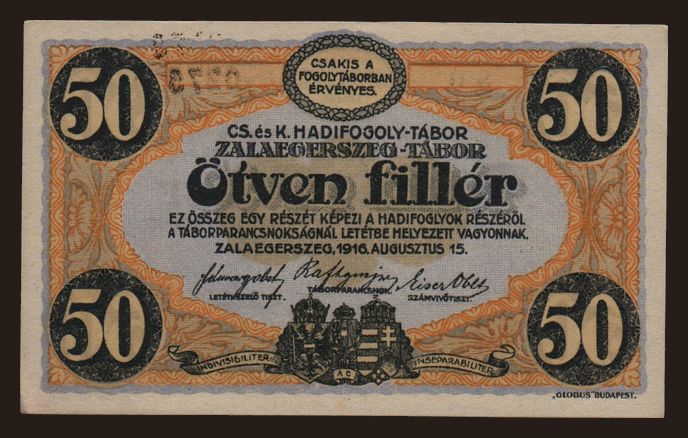 CSAKIS A
FOGOLYTÁBORBAN
ÉRVÉNYES.
50 50
CS. és K. HADIFOGOLY-TÁBOR
ZALAEGERSZEG-TÁBOR
Ötven fillér
EZ ÖSSZEG EGY RÉSZÉT KÉPEZI A HADIFOGLYOK RÉSZÉRŐL
A TÁBORPARANCSNOKSÁGNÁL LETÉTBE HELYEZETT VAGYONNAK.
ZALAEGERSZEG, 1916. AUGUSZTUS 15.
LETÉTKEZELŐ TISZT. TÁBORPARANCSNOK. SZÁMVIVŐTISZT.
50 50
INDIVISIBILITER AC INSEPARABILITER
„GLOBUS" BUDAPEST.